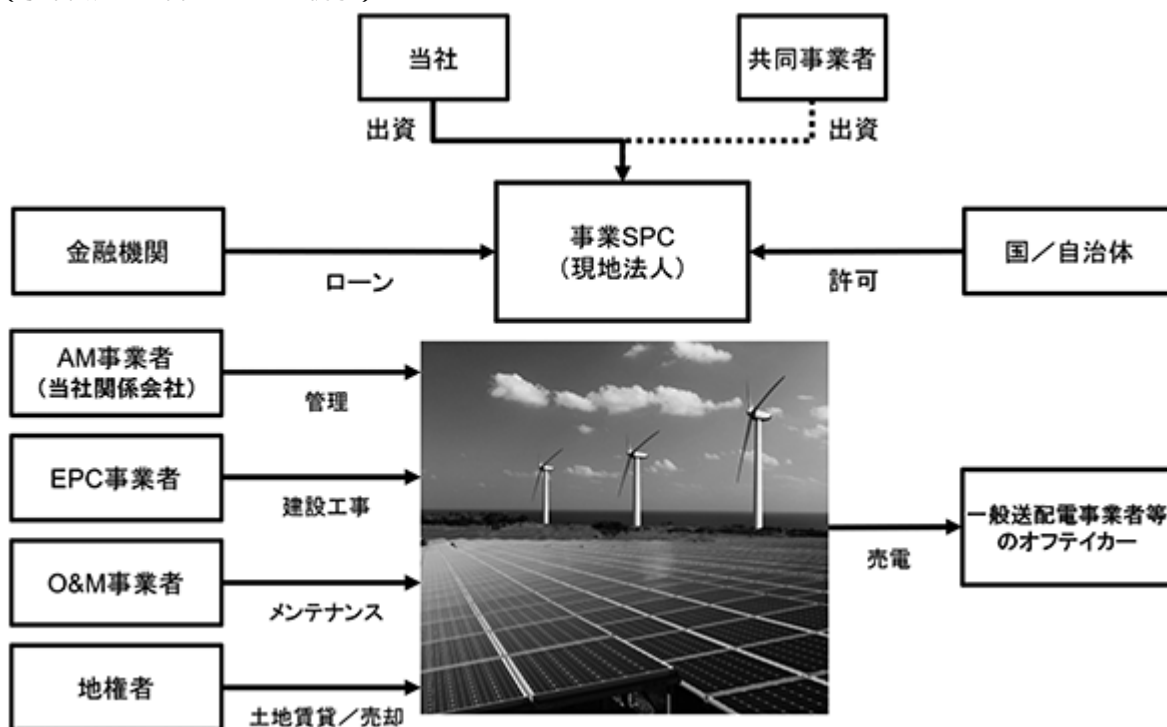 当社
共同事業者
出資
出資
金融機関
ローン
事業SPC
（現地法人）
許可
国／自治体
AM事業者
（当社関係会社）
管理
EPC事業者
建設工事
O&M事業者
メンテナンス
地権者
土地賃貸／売却
売電
一般送配電事業者等
のオフテイカー